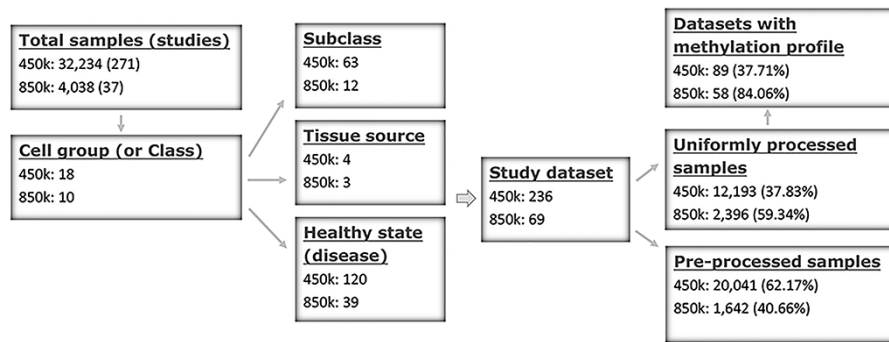 Total samples (studies)
450k: 32,234 (271)
850k: 4,038 (37)
Cell group (or Class)
450k: 18
850k: 10
Subclass
450k: 63
850k: 12
Tissue source
450k: 4
850k: 3
Healthy state
(disease)
450k: 120
850k: 39
Study dataset
450k: 236
850k: 69
Datasets with
methylation profile
450k: 89 (37.71%)
850k: 58 (84.06%)
Uniformly processed
samples
450k: 12,193 (37.83%)
850k: 2,396 (59.34%)
Pre-processed samples
450k: 20,041 (62.17%)
850k: 1,642 (40.66%)